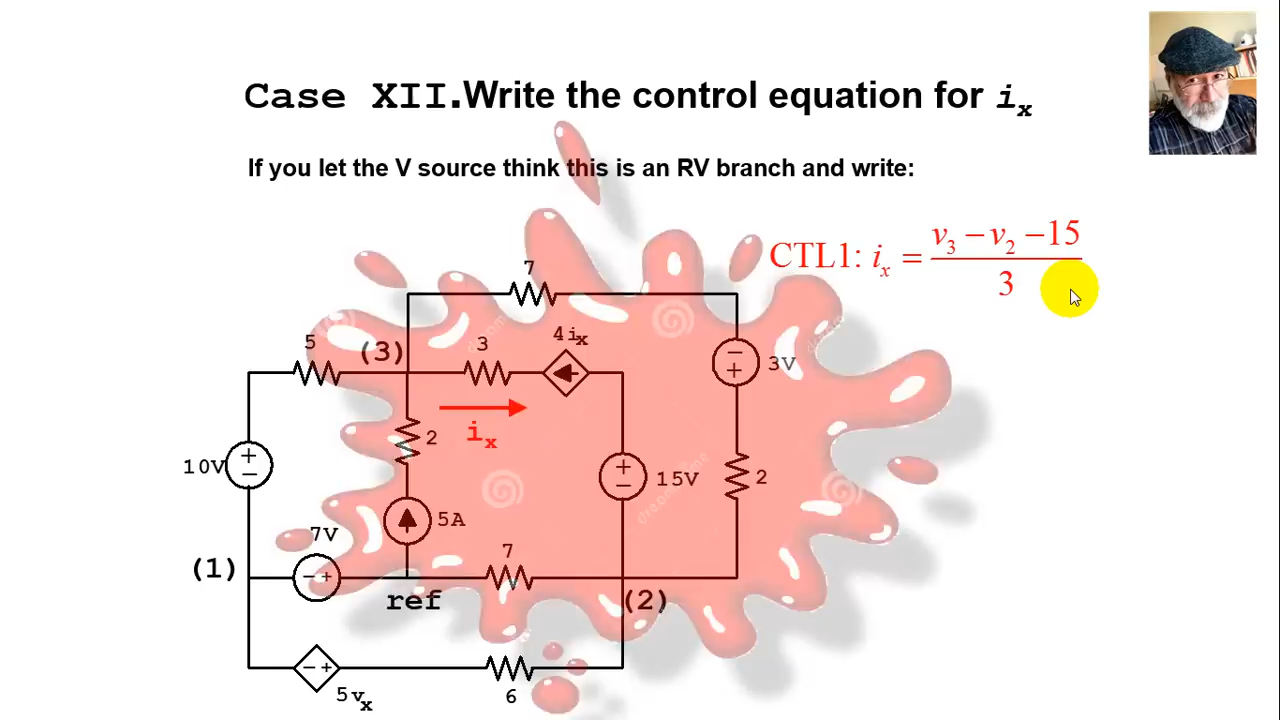 Case XII.Write the control equation for ix
If you let the V source think this is an RV branch and write:
CTL1: ix = v3 − v2 −15
3
7
5
(3)
3
4ix
3V
ix
2
10V
15V
2
5A
7V
7
(1)
ref
(2)
5vx
6